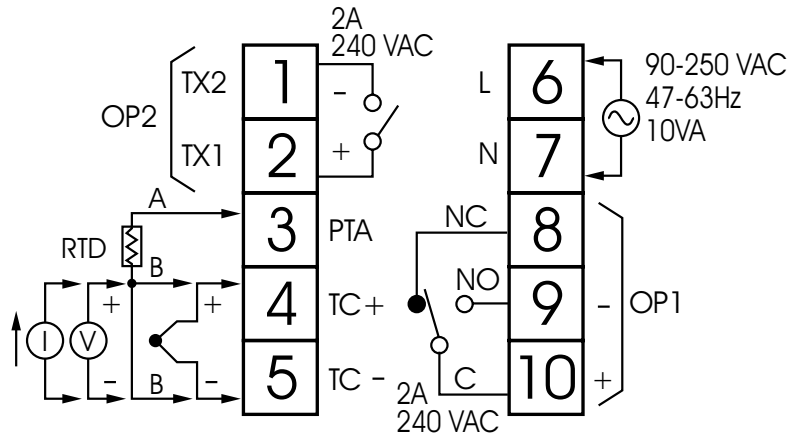 2A
240 VAC
OP2
TX2
TX1
1
2
3
4
5
-
+
A
RTD
B
B
+
-
+
-
I
V
PTA
TC+
TC -
L
N
6
7
8
9
10
90-250 VAC
47-63Hz
10VA
NC
NO
C
2A
240 VAC
-
+
OP1